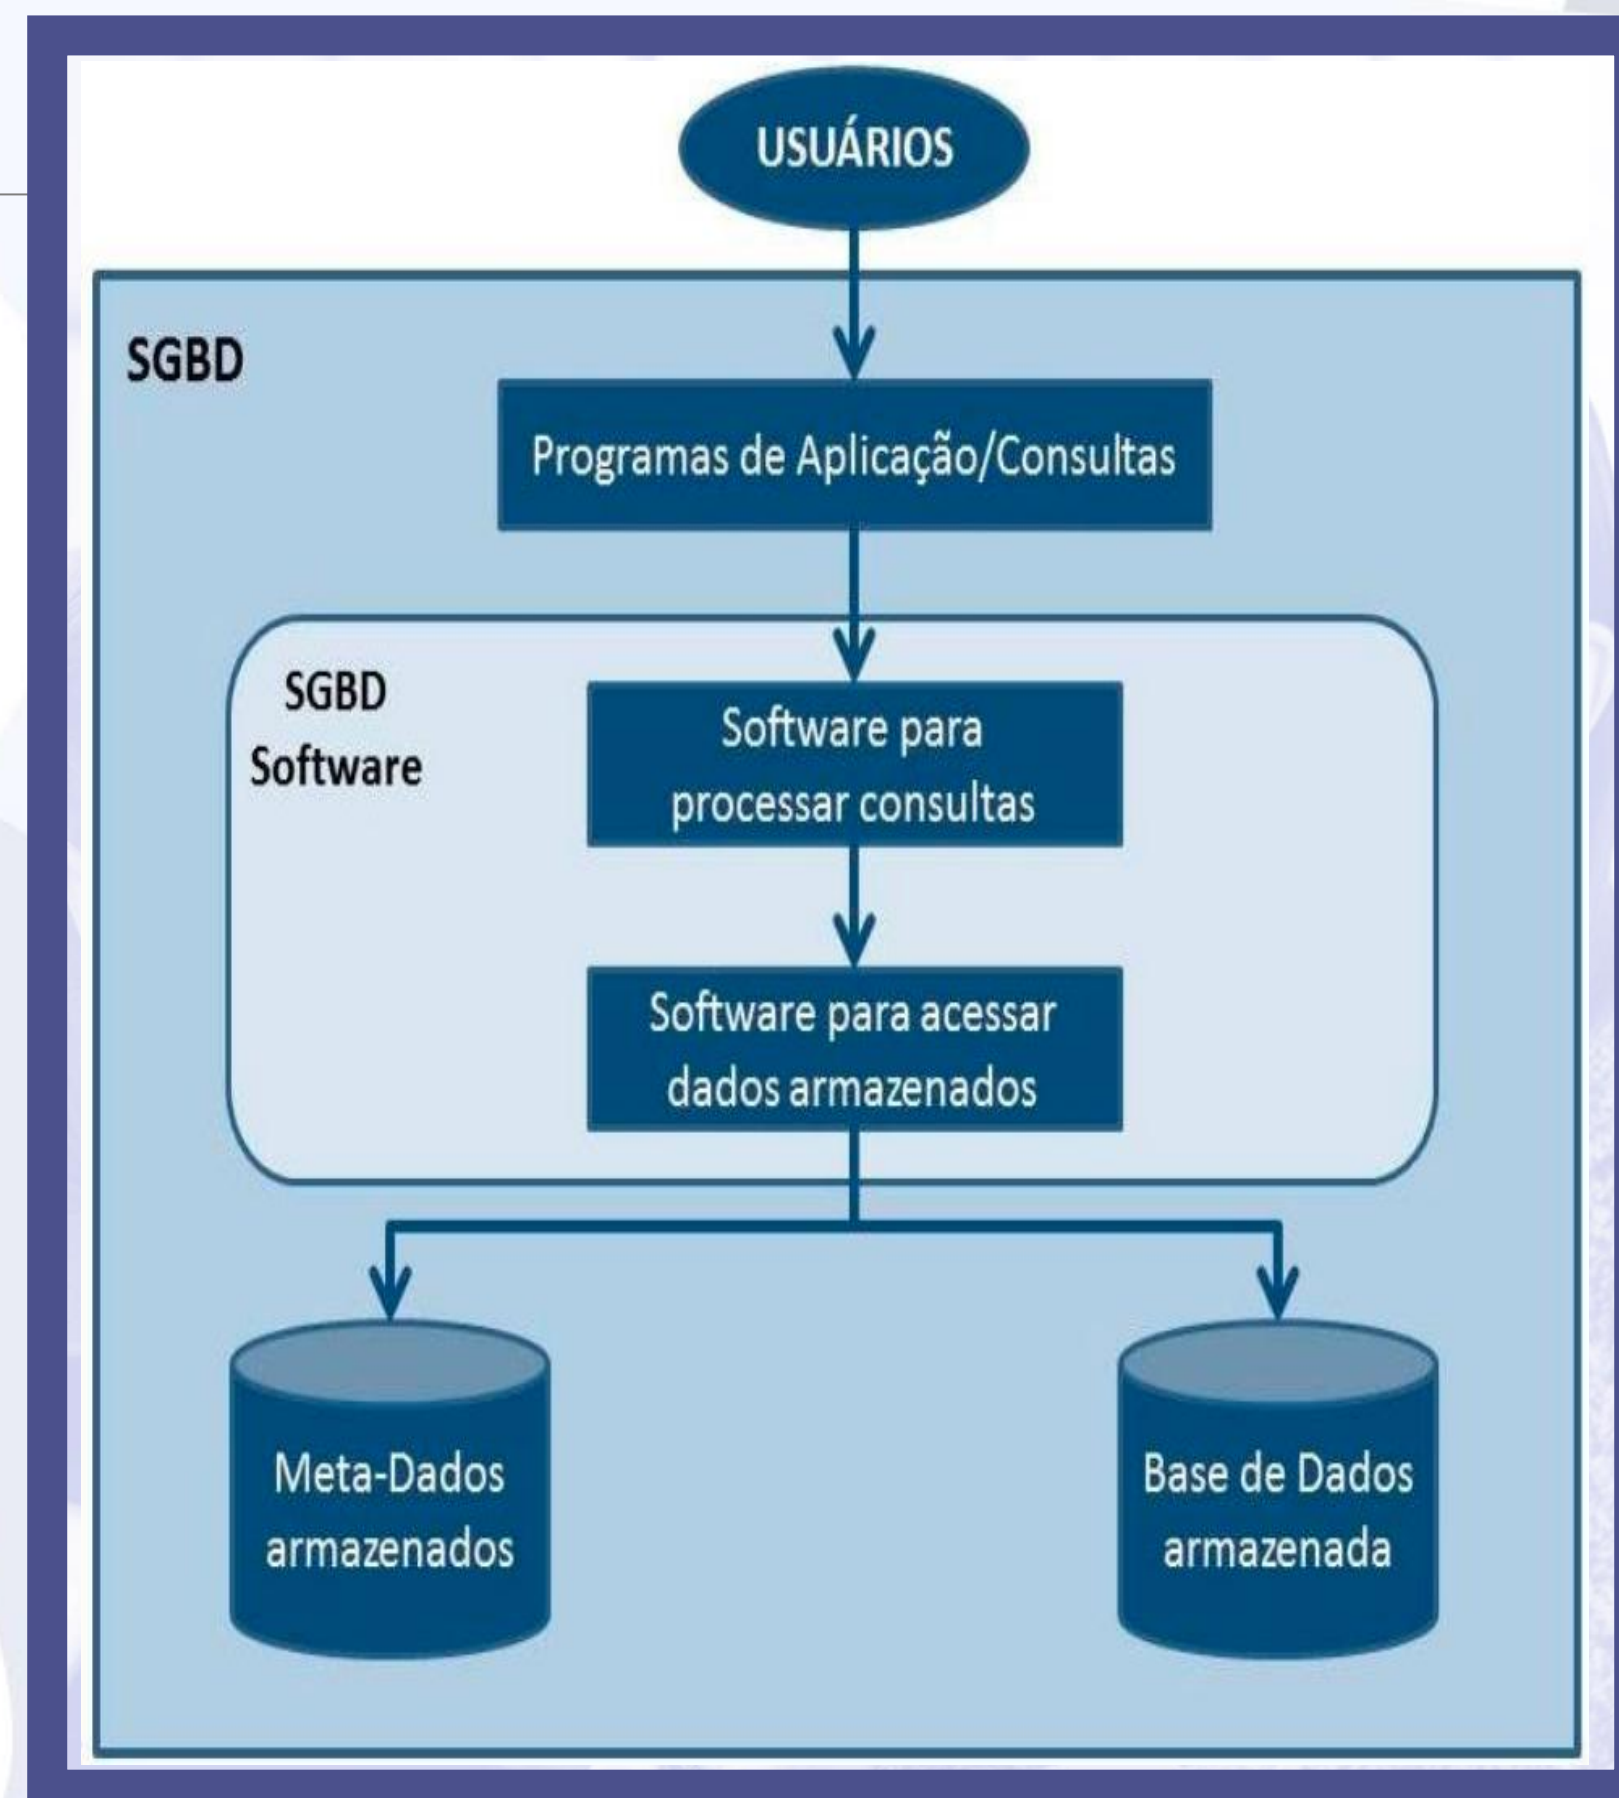 USUÁRIOS
SGBD
Programas de Aplicação/Consultas
SGBD
Software
Software para
processar consultas
Software para acessar
dados armazenados
Meta-Dados
armazenados
Base de Dados
armazenada